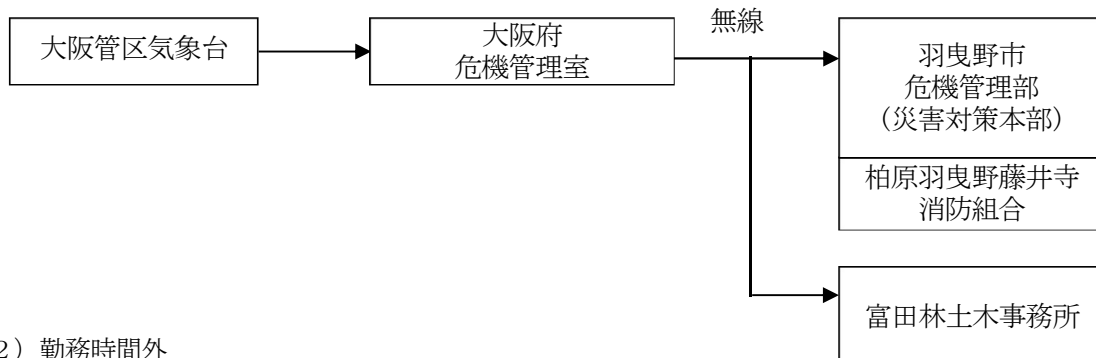 大阪管区気象台
大阪府
危機管理室
無線
羽曳野市
危機管理部
（災害対策本部）
柏原羽曳野藤井寺
消防組合
富田林土木事務所
２）勤務時間外